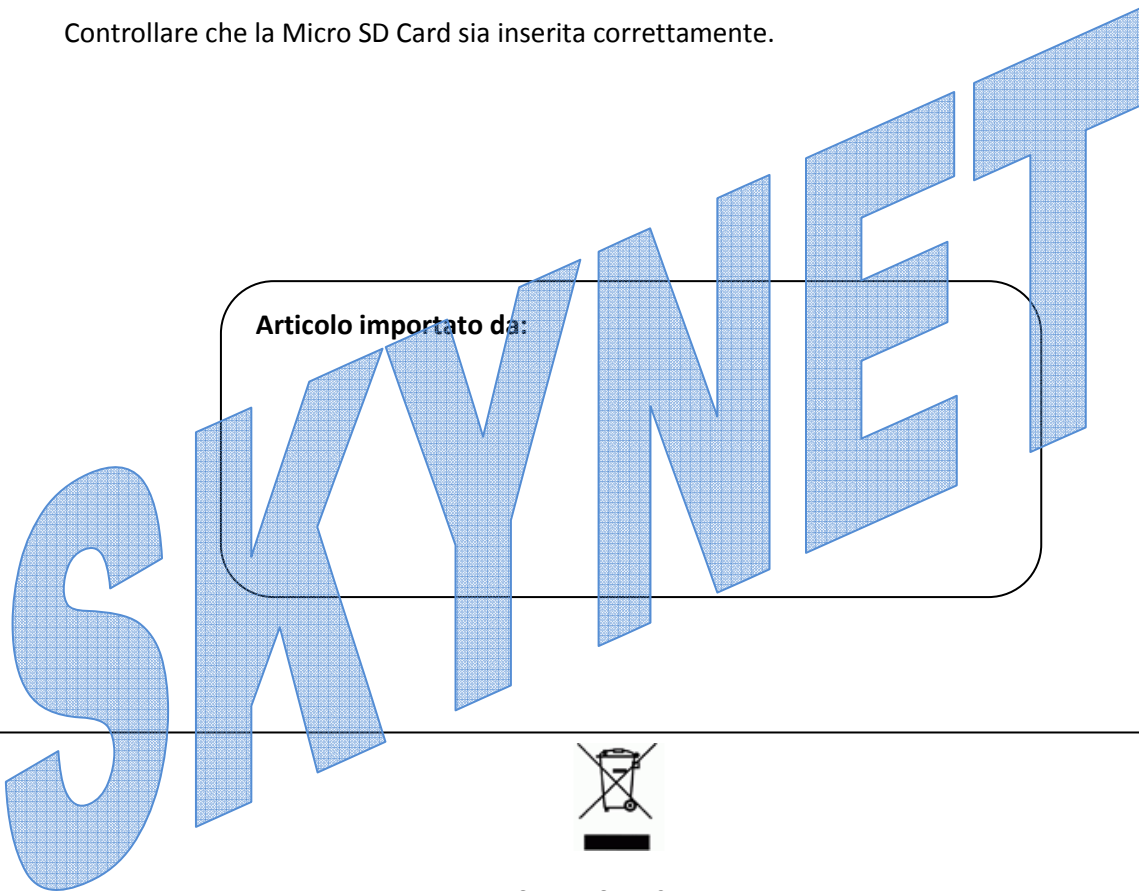 Controllare che la Micro SD Card sia inserita correttamente.
Articolo importato da:
SKYNET